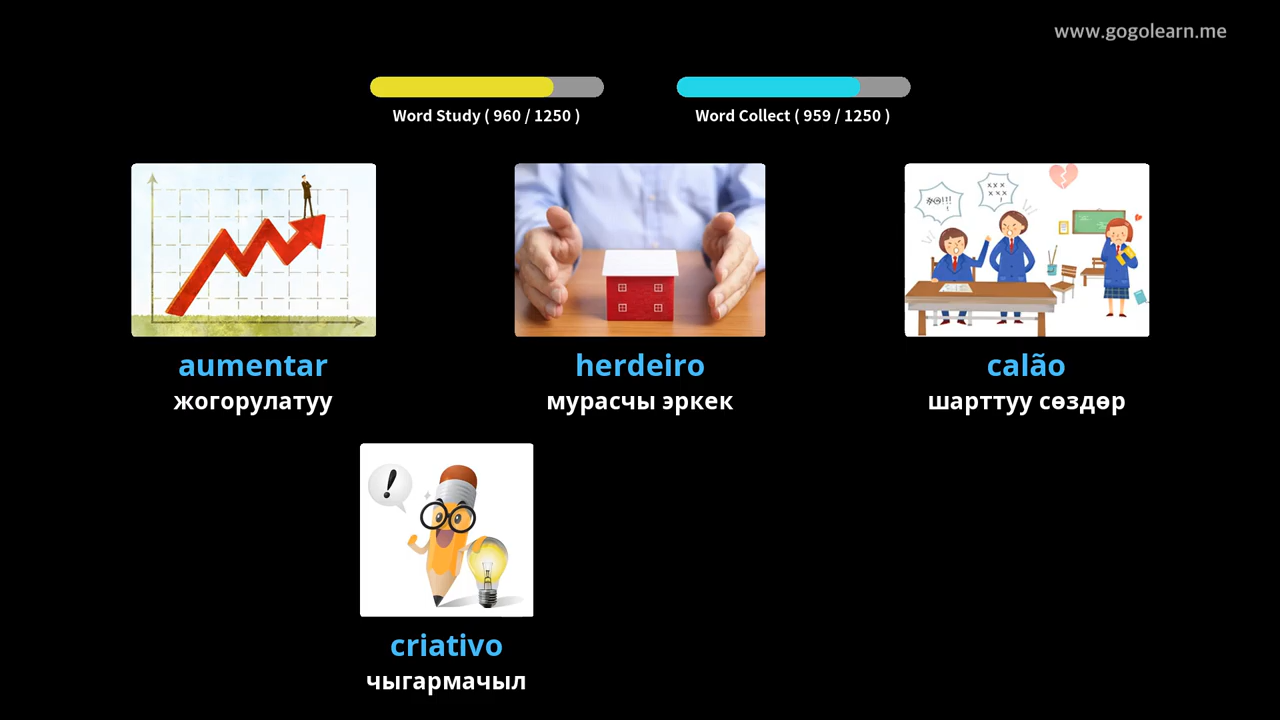 www.gogolearn.me
Word Study ( 960 / 1250 )
Word Collect ( 959 / 1250 )
aumentar
жогорулатуу
herdeiro
мурасчы эркек
calão
шарттуу сөздөр
criativo
чыгармачыл